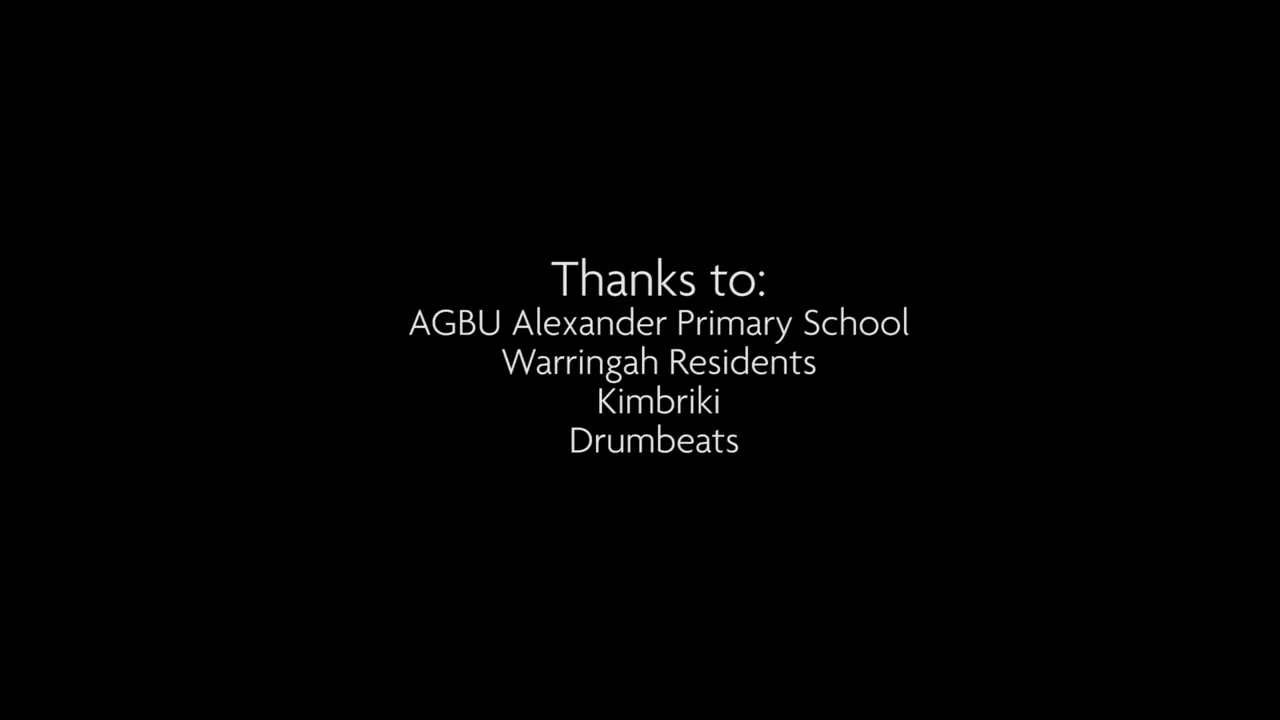 Thanks to:
AGBU Alexander Primary School
Warringah Residents
Kimbriki
Drumbeats